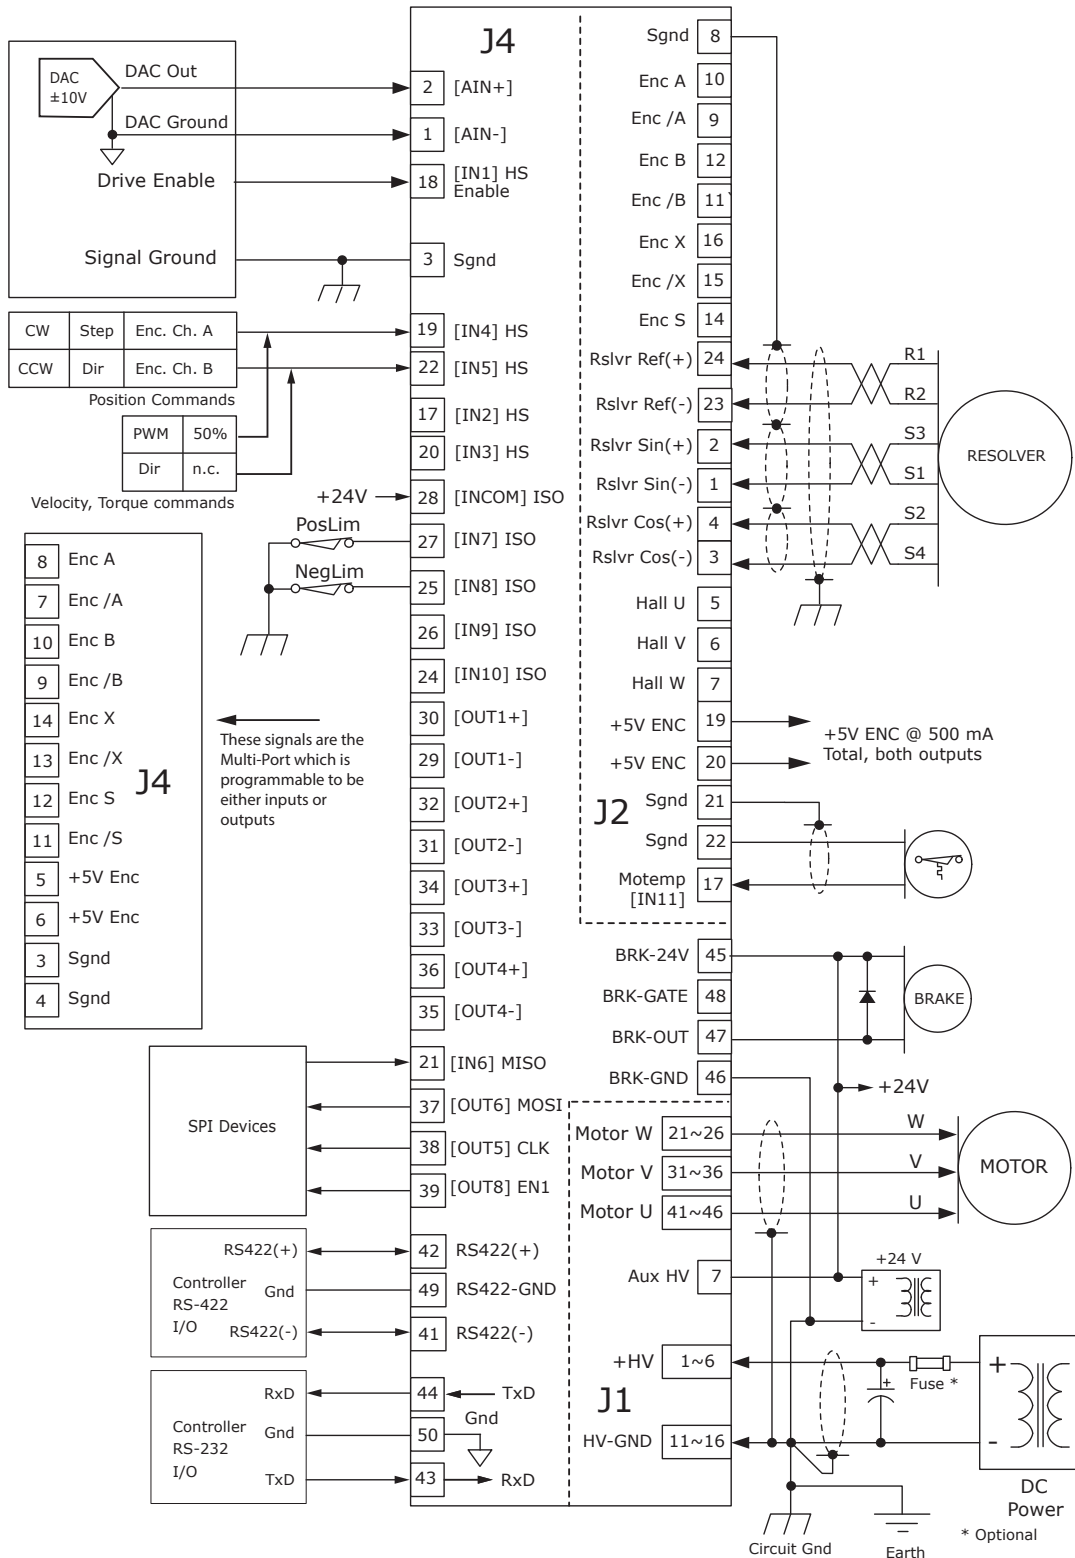 DAC
±10V
DAC Out
DAC Ground
Drive Enable
Signal Ground
CW Step Enc. Ch. A
CCW Dir Enc. Ch. B
Position Commands
PWM 50%
Dir n.c.
Velocity, Torque commands
+24V
PosLim
NegLim
8 Enc A
7 Enc /A
10 Enc B
9 Enc /B
14 Enc X
13 Enc /X
12 Enc S
11 Enc /S
5 +5V Enc
6 +5V Enc
3 Sgnd
4 Sgnd
J4
These signals are the
Multi-Port which is
programmable to be
either inputs or
outputs
SPI Devices
RS422(+)
Controller
RS-422
I/O
Gnd
RS422(-)
RxD
Controller
RS-232
I/O
Gnd
TxD
J4
2 [AIN+]
1 [AIN-]
18 [IN1] HS
Enable
3 Sgnd
19 [IN4] HS
22 [IN5] HS
17 [IN2] HS
20 [IN3] HS
28 [INCOM] ISO
27 [IN7] ISO
25 [IN8] ISO
26 [IN9] ISO
24 [IN10] ISO
30 [OUT1+]
29 [OUT1-]
32 [OUT2+]
31 [OUT2-]
34 [OUT3+]
33 [OUT3-]
36 [OUT4+]
35 [OUT4-]
21 [IN6] MISO
37 [OUT6] MOSI
38 [OUT5] CLK
39 [OUT8] EN1
42 RS422(+)
49 RS422-GND
41 RS422(-)
44 TxD
50 Gnd
43 RxD
Sgnd 8
Enc A 10
Enc /A 9
Enc B 12
Enc /B 11
Enc X 16
Enc /X 15
Enc S 14
Rslvr Ref(+) 24
Rslvr Ref(-) 23
Rslvr Sin(+) 2
Rslvr Sin(-) 1
Rslvr Cos(+) 4
Rslvr Cos(-) 3
Hall U 5
Hall V 6
Hall W 7
+5V ENC 19
+5V ENC 20
J2
Sgnd 21
Sgnd 22
Motemp
[IN11] 17
BRK-24V 45
BRK-GATE 48
BRK-OUT 47
BRK-GND 46
Motor W 21~26
Motor V 31~36
Motor U 41~46
Aux HV 7
+HV 1~6
J1
HV-GND 11~16
R1
R2
S3
S1
S2
S4
RESOLVER
+5V ENC @ 500 mA
Total, both outputs
BRAKE
+24V
W
V
U
MOTOR
+24 V
+
-
+
Fuse *
+
-
DC
Power
* Optional
Circuit Gnd
Earth